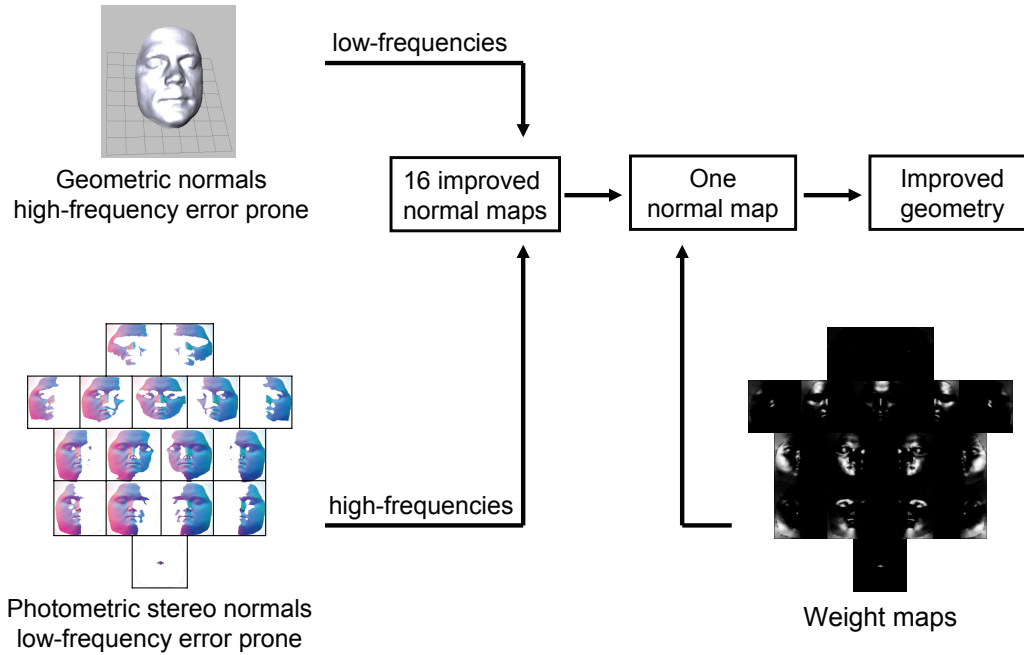 low-frequencies
Geometric normals
high-frequency error prone
16 improved
normal maps
One
normal map
Improved
geometry
high-frequencies
Photometric stereo normals
low-frequency error prone
Weight maps